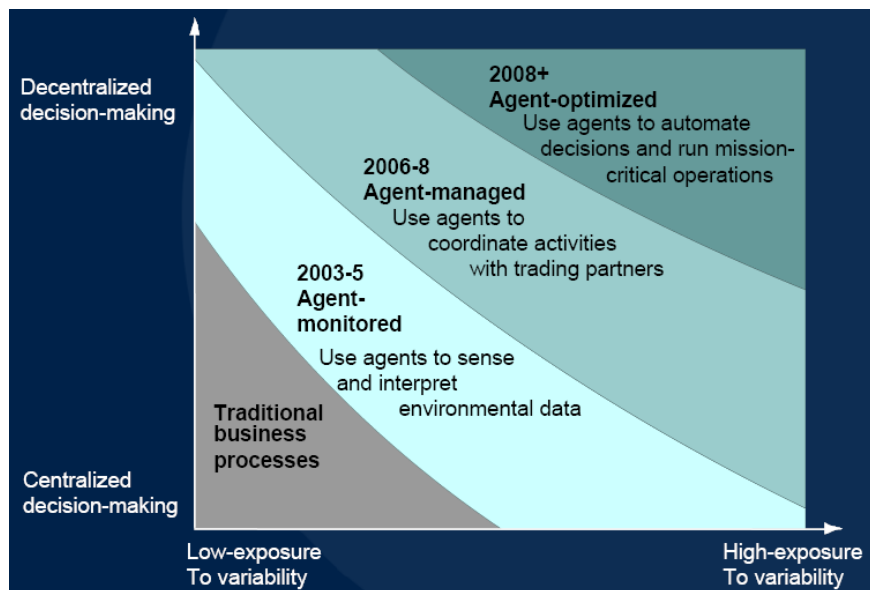 Decentralized
decision-making
2008+
Agent-optimized
Use agents to automate
decisions and run mission-
critical operations
2006-8
Agent-managed
Use agents to
coordinate activities
with trading partners
2003-5
Agent-
monitored
Use agents to sense
and interpret
environmental data
Traditional
business
processes
Centralized
decision-making
Low-exposure
To variability
High-exposure
To variability